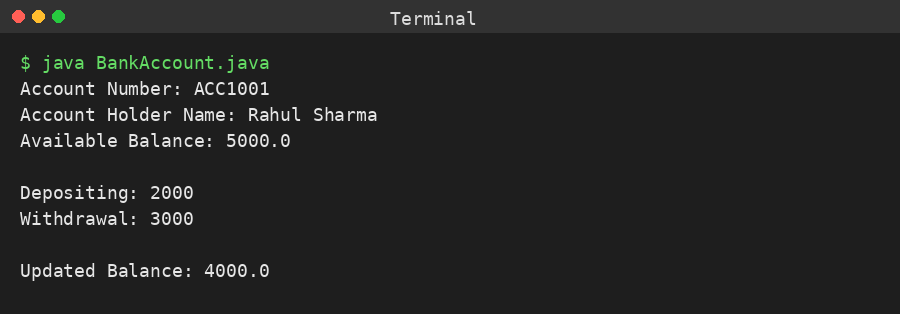 Terminal
$ java BankAccount.java
Account Number: ACC1001
Account Holder Name: Rahul Sharma
Available Balance: 5000.0
Depositing: 2000
Withdrawal: 3000
Updated Balance: 4000.0